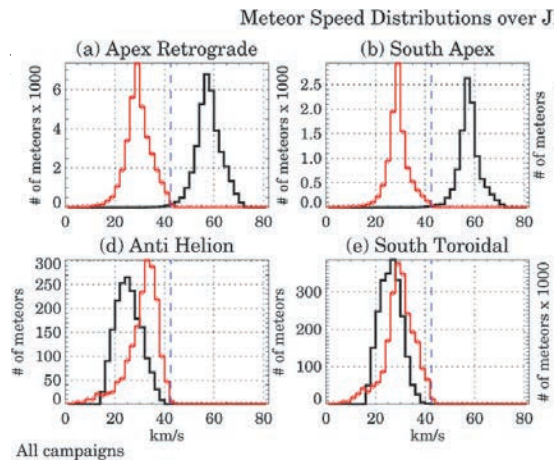 Meteor Speed Distributions over J
(a) Apex Retrograde
(b) South Apex
# of meteors x 1000
6
4
2
0
0 20 40 60 80
# of meteors x 1000
2.5
2.0
1.5
1.0
0.5
0.0
0 20 40 60 80
# of meteors
(d) Anti Helion
(e) South Toroidal
# of meteors
300
250
200
150
100
50
0
0 20 40 60 80
km/s
# of meteors
300
200
100
0
0 20 40 60 80
km/s
# of meteors x 1000
All campaigns